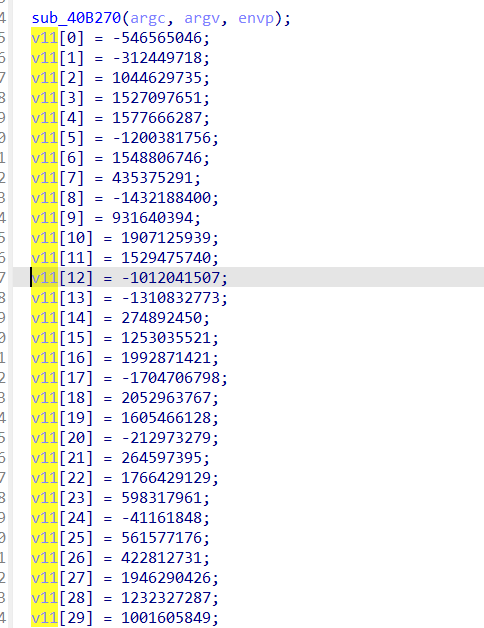 4 sub_40B270(argc, argv, envp);
5 v11[0] = -546565046;
6 v11[1] = -312449718;
7 v11[2] = 1044629735;
8 v11[3] = 1527097651;
9 v11[4] = 1577666287;
0 v11[5] = -1200381756;
1 v11[6] = 1548806746;
2 v11[7] = 435375291;
3 v11[8] = -1432188400;
4 v11[9] = 931640394;
5 v11[10] = 1907125939;
6 v11[11] = 1529475740;
7 v11[12] = -1012041507;
8 v11[13] = -1310832773;
9 v11[14] = 274892450;
0 v11[15] = 1253035521;
1 v11[16] = 1992871421;
2 v11[17] = -1704706798;
3 v11[18] = 2052963767;
4 v11[19] = 1605466128;
5 v11[20] = -212973279;
6 v11[21] = 264597395;
7 v11[22] = 1766429129;
8 v11[23] = 598317961;
9 v11[24] = -41161848;
0 v11[25] = 561577176;
1 v11[26] = 422812731;
2 v11[27] = 1946290426;
3 v11[28] = 1232327287;
4 v11[29] = 1001605849;